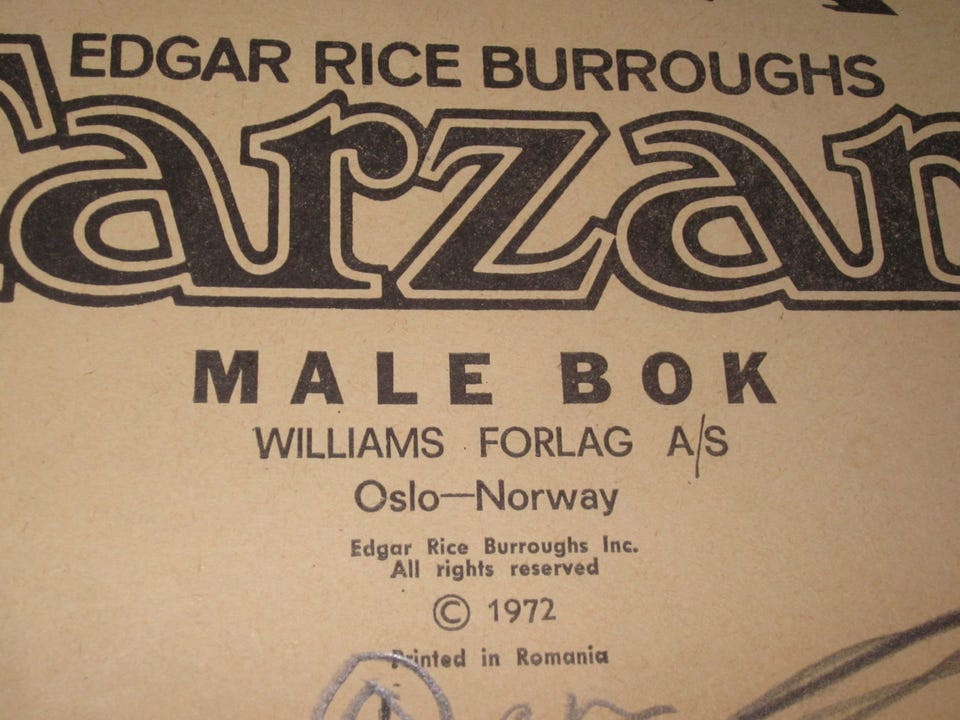 EDGAR RICE BURROUGHS
Tarzan
MALE BOK
WILLIAMS FORLAG A/S
Oslo—Norway
Edgar Rice Burroughs Inc.
All rights reserved
© 1972
Printed in Romania